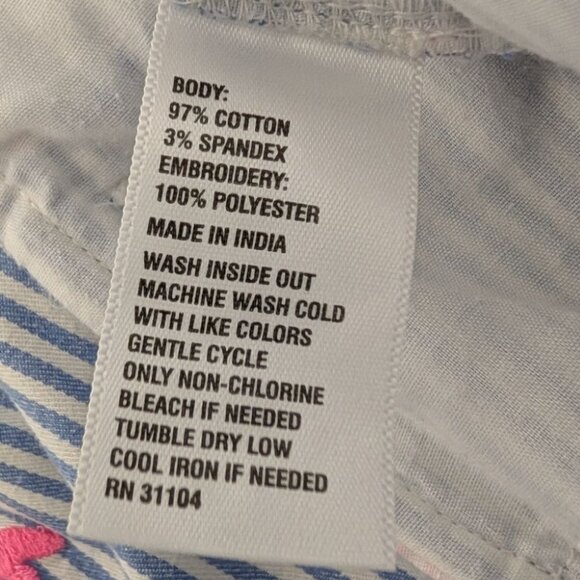 BODY:
97% COTTON
3% SPANDEX
EMBROIDERY:
100% POLYESTER
MADE IN INDIA
WASH INSIDE OUT
MACHINE WASH COLD
WITH LIKE COLORS
GENTLE CYCLE
ONLY NON-CHLORINE
BLEACH IF NEEDED
TUMBLE DRY LOW
COOL IRON IF NEEDED
RN 31104